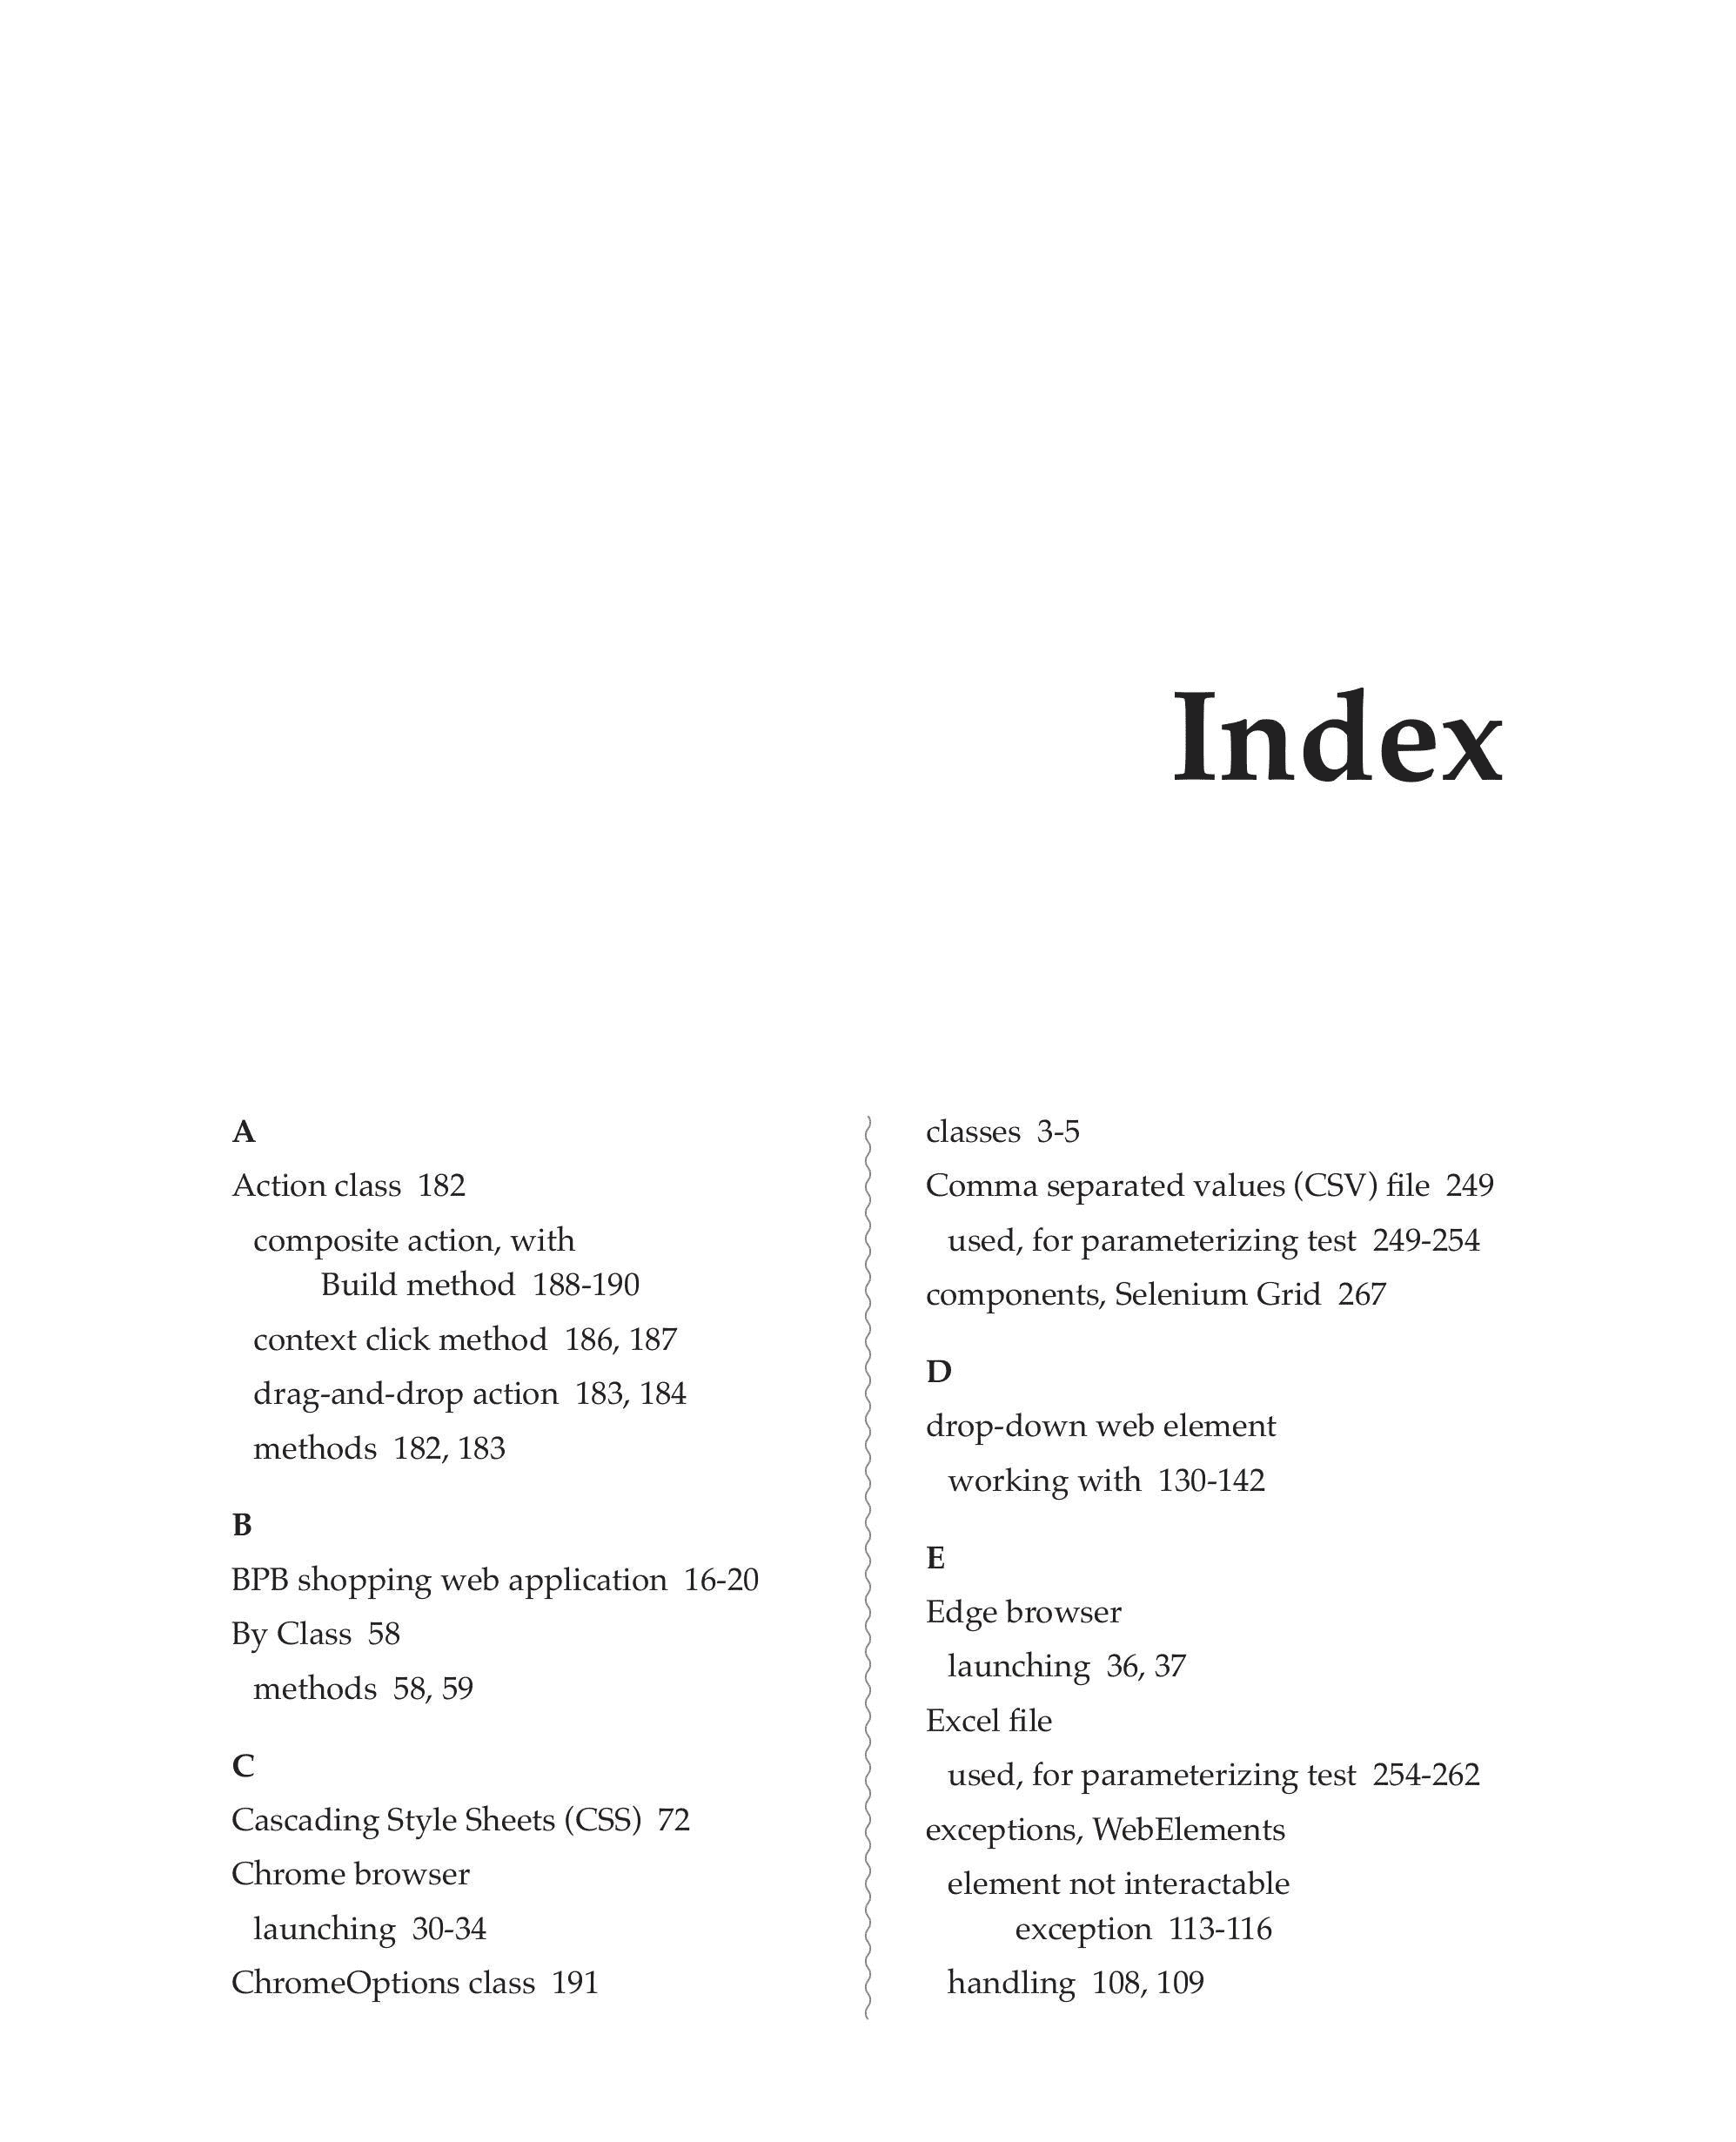 Index
A
Action class 182
composite action, with
Build method 188-190
context click method 186, 187
drag-and-drop action 183, 184
methods 182, 183
B
BPB shopping web application 16-20
By Class 58
methods 58, 59
C
Cascading Style Sheets (CSS) 72
Chrome browser
launching 30-34
ChromeOptions class 191
classes 3-5
Comma separated values (CSV) file 249
used, for parameterizing test 249-254
components, Selenium Grid 267
D
drop-down web element
working with 130-142
E
Edge browser
launching 36, 37
Excel file
used, for parameterizing test 254-262
exceptions, WebElements
element not interactable
exception 113-116
handling 108, 109